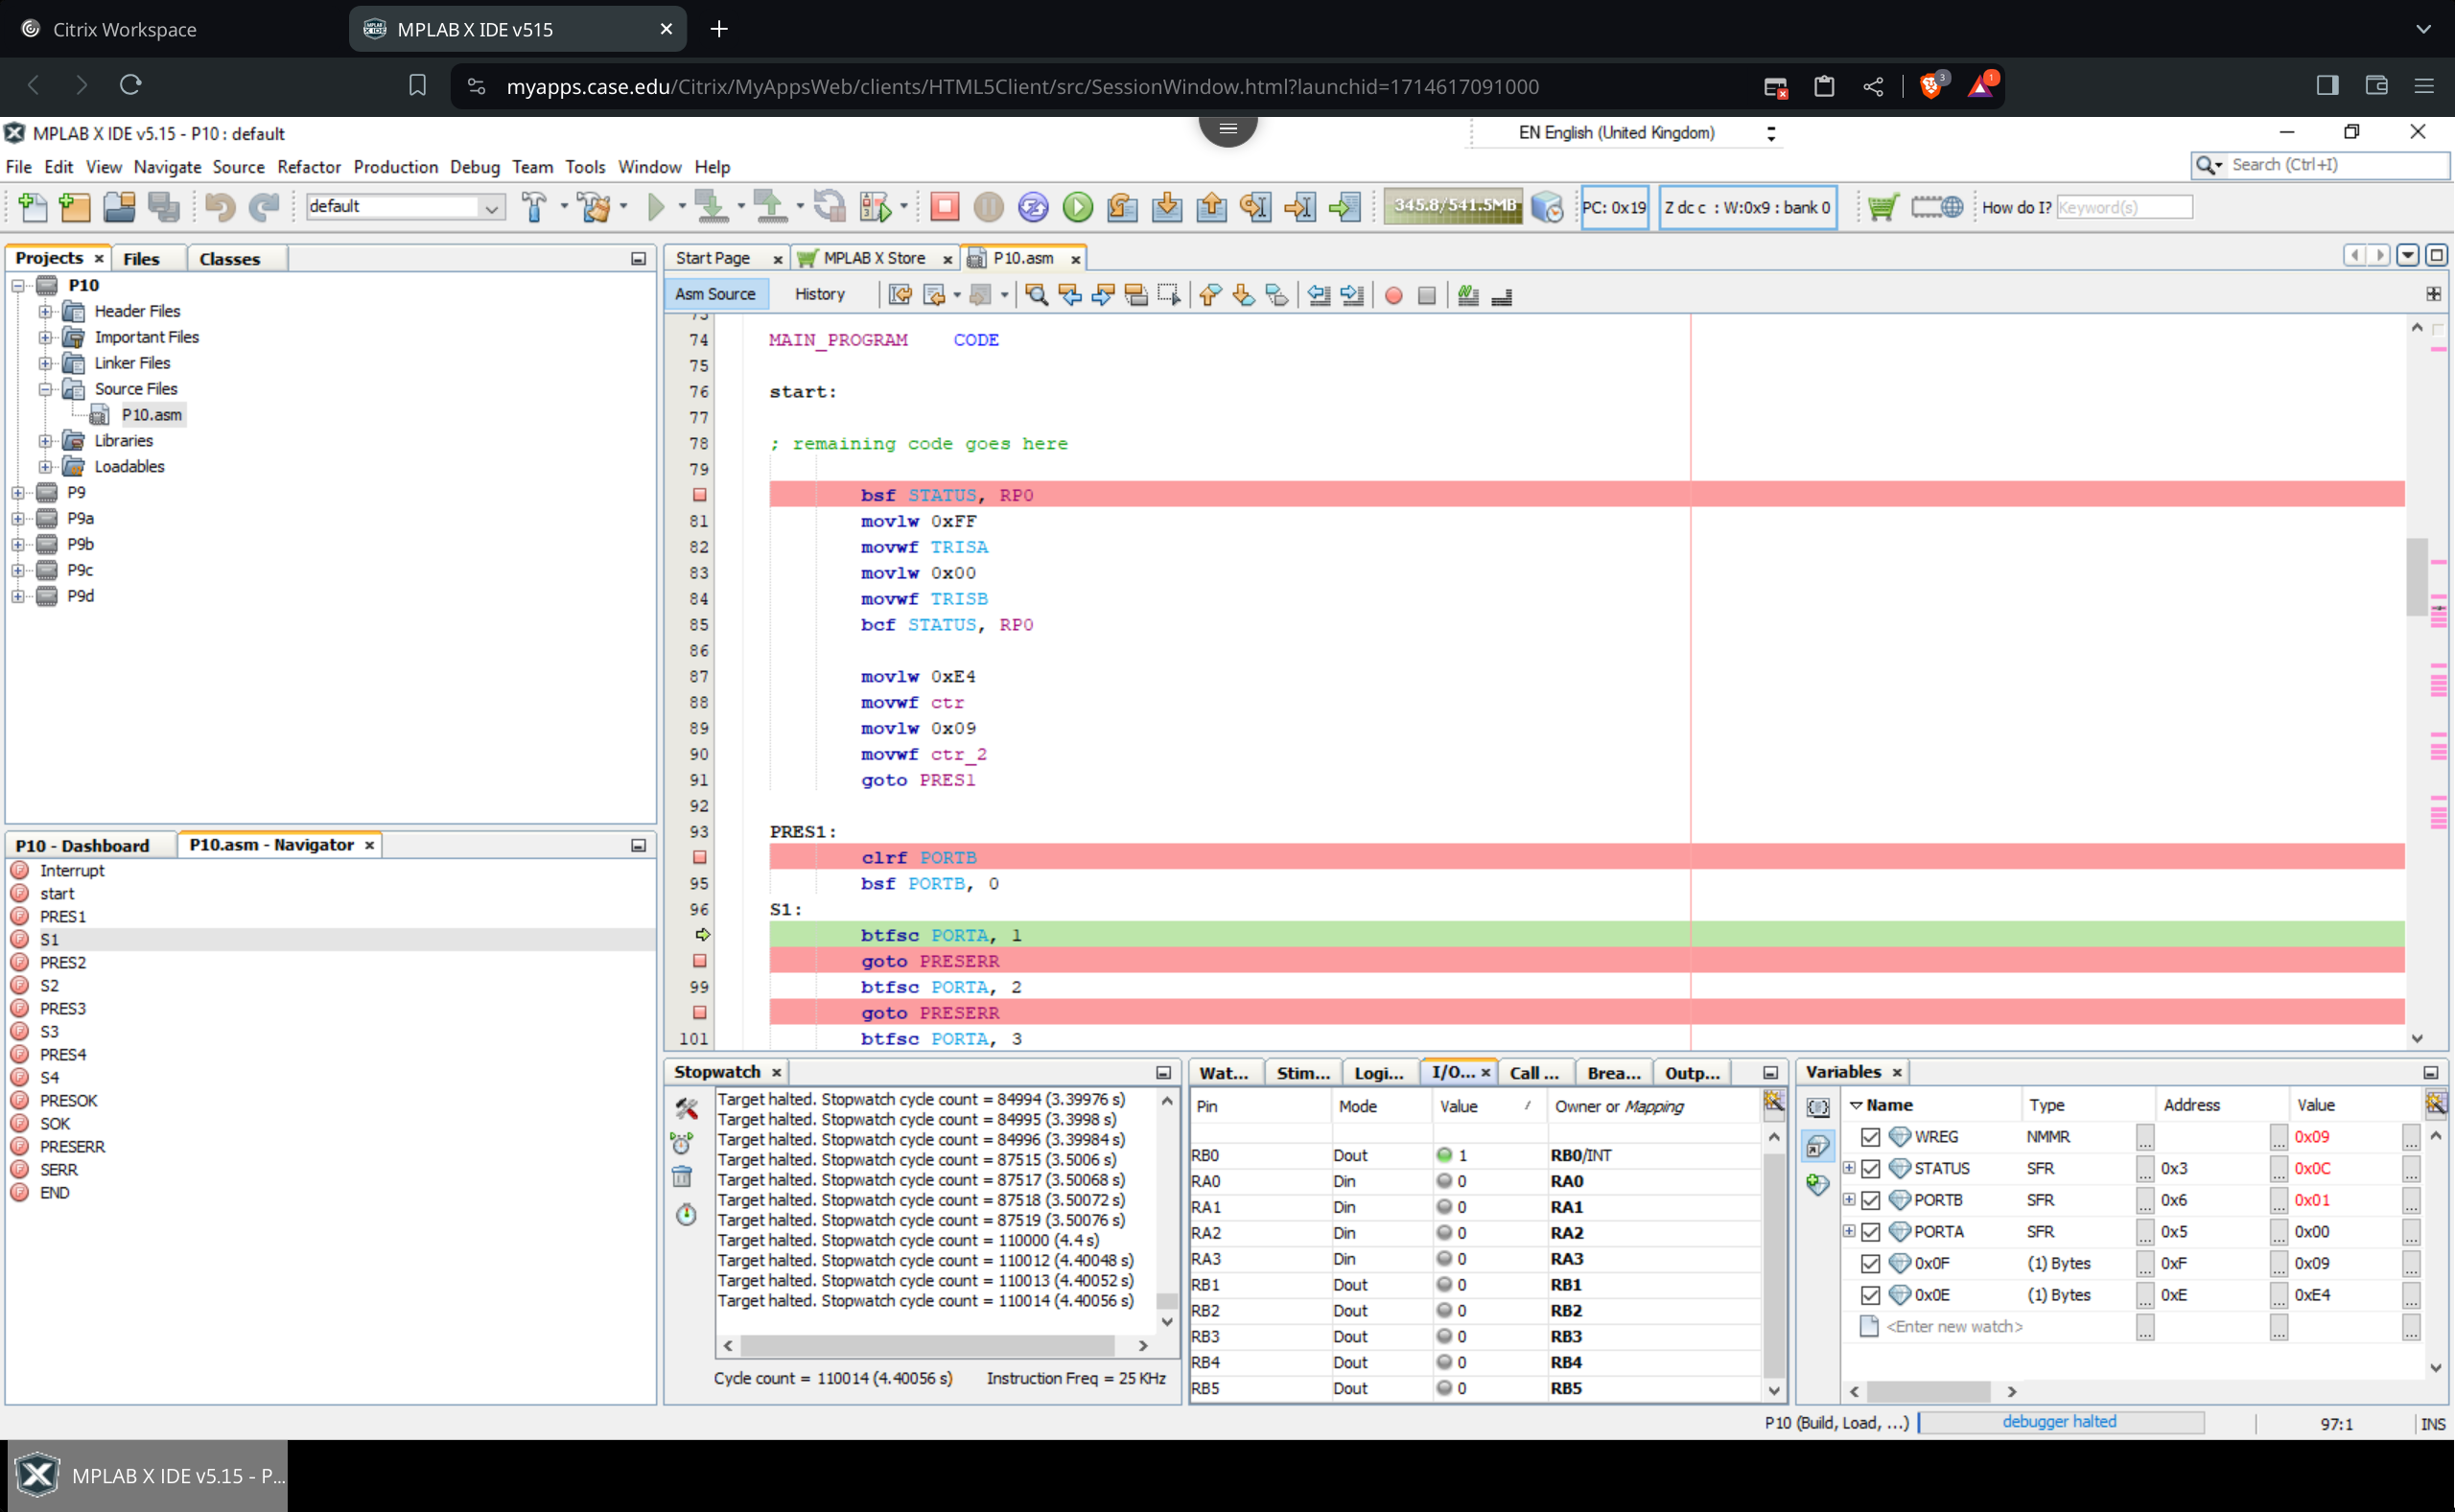 Citrix Workspace
MPLAB X IDE v515
myapps.case.edu/Citrix/MyAppsWeb/clients/HTML5Client/src/SessionWindow.html?launchid=1714617091000
3
1
MPLAB X IDE v5.15 - P10 : default
EN English (United Kingdom)
File Edit View Navigate Source Refactor Production Debug Team Tools Window Help
Search (Ctrl+I)
default
345.8/541.5MB
PC: 0x19
Z dc c : W:0x9 : bank 0
How do I? Keyword(s)
Projects
Files
Classes
P10
Header Files
Important Files
Linker Files
Source Files
P10.asm
Libraries
Loadables
P9
P9a
P9b
P9c
P9d
P10 - Dashboard
P10.asm - Navigator
Interrupt
start
PRES1
S1
PRES2
S2
PRES3
S3
PRES4
S4
PRESOK
SOK
PRESERR
SERR
END
Start Page
MPLAB X Store
P10.asm
Asm Source
History
74 MAIN_PROGRAM CODE
75
76 start:
77
78 ; remaining code goes here
79
bsf STATUS, RP0
81 movlw 0xFF
82 movwf TRISA
83 movlw 0x00
84 movwf TRISB
85 bcf STATUS, RP0
86
87 movlw 0xE4
88 movwf ctr
89 movlw 0x09
90 movwf ctr_2
91 goto PRES1
92
93 PRES1:
clrf PORTB
95 bsf PORTB, 0
96 S1:
btfsc PORTA, 1
goto PRESERR
99 btfsc PORTA, 2
goto PRESERR
101 btfsc PORTA, 3
Stopwatch
Target halted. Stopwatch cycle count = 84994 (3.39976 s)
Target halted. Stopwatch cycle count = 84995 (3.3998 s)
Target halted. Stopwatch cycle count = 84996 (3.39984 s)
Target halted. Stopwatch cycle count = 87515 (3.5006 s)
Target halted. Stopwatch cycle count = 87517 (3.50068 s)
Target halted. Stopwatch cycle count = 87518 (3.50072 s)
Target halted. Stopwatch cycle count = 87519 (3.50076 s)
Target halted. Stopwatch cycle count = 110000 (4.4 s)
Target halted. Stopwatch cycle count = 110012 (4.40048 s)
Target halted. Stopwatch cycle count = 110013 (4.40052 s)
Target halted. Stopwatch cycle count = 110014 (4.40056 s)
Cycle count = 110014 (4.40056 s) Instruction Freq = 25 KHz
Wat... Stim... Logi... I/O... Call ... Brea... Outp...
Pin Mode Value / Owner or Mapping
RB0 Dout 1 RB0/INT
RA0 Din 0 RA0
RA1 Din 0 RA1
RA2 Din 0 RA2
RA3 Din 0 RA3
RB1 Dout 0 RB1
RB2 Dout 0 RB2
RB3 Dout 0 RB3
RB4 Dout 0 RB4
RB5 Dout 0 RB5
Variables
Name Type Address Value
WREG NMMR ... ... 0x09 ...
STATUS SFR ... 0x3 ... 0x0C ...
PORTB SFR ... 0x6 ... 0x01 ...
PORTA SFR ... 0x5 ... 0x00 ...
0x0F (1) Bytes ... 0xF ... 0x09 ...
0x0E (1) Bytes ... 0xE ... 0xE4 ...
<Enter new watch> ... ... ...
P10 (Build, Load, ...) debugger halted 97:1 INS
MPLAB X IDE v5.15 - P...